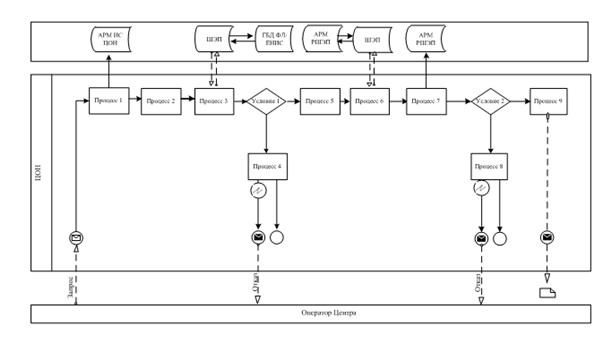 АРМ ИС
ЦОН
ШЭП
ГБД ФЛ/
ЕНИС
АРМ
РШЭП
ШЭП
АРМ
РШЭП
ЦОН
Процесс 1
Процесс 2
Процесс 3
Условие 1
Процесс 5
Процесс 6
Процесс 7
Условие 2
Процесс 9
Процесс 4
Процесс 8
Запрос
Отказ
Отказ
Оператор Центра